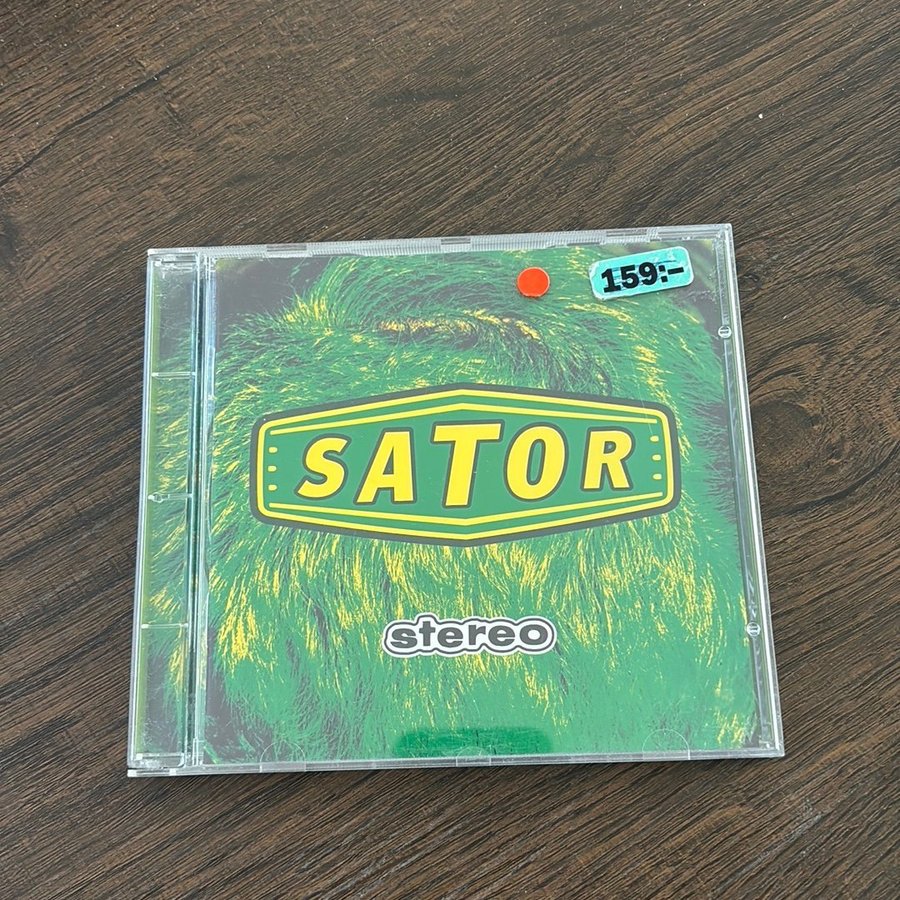 159:-
SATOR
stereo